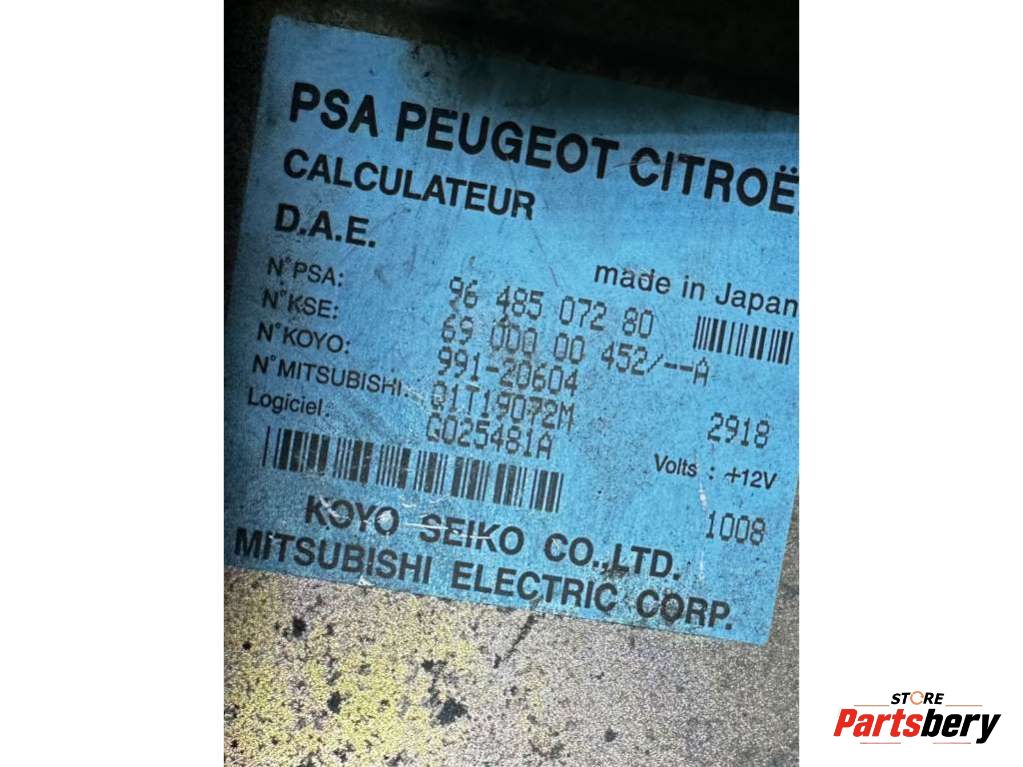 PSA PEUGEOT CITROË
CALCULATEUR
D.A.E.
made in Japan
N°PSA: 96 485 072 80
N°KSE: 69 000 00 452/--A
N°KOYO: 991-20604
N°MITSUBISHI: Q1T19072M 2918
Logiciel: G025481A Volts : +12V
1008
KOYO SEIKO CO.,LTD.
MITSUBISHI ELECTRIC CORP.
STORE
Partsbery